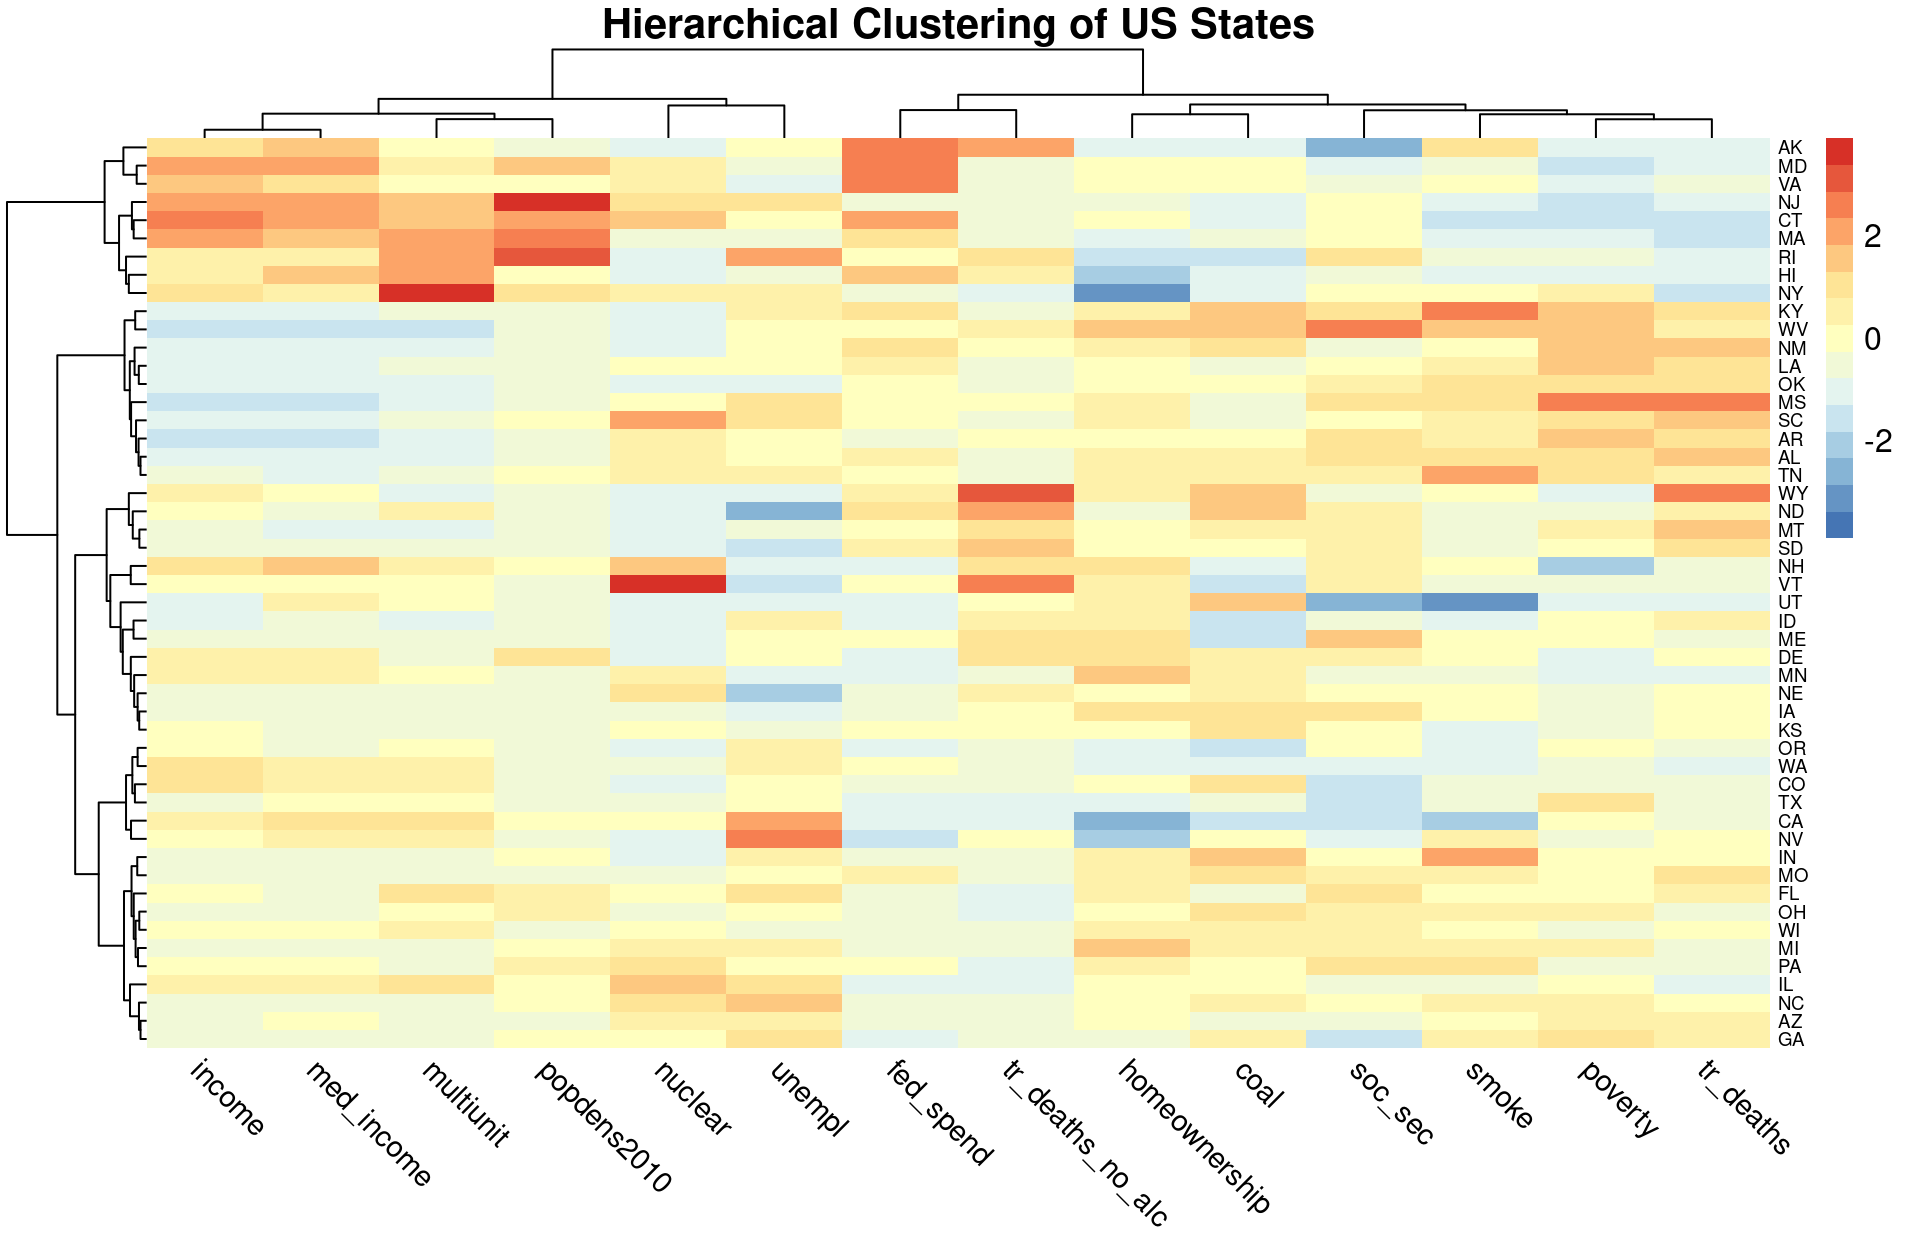 Hierarchical Clustering of US States
AK
MD
VA
NJ
CT
MA
RI
HI
NY
KY
WV
NM
LA
OK
MS
SC
AR
AL
TN
WY
ND
MT
SD
NH
VT
UT
ID
ME
DE
MN
NE
IA
KS
OR
WA
CO
TX
CA
NV
IN
MO
FL
OH
WI
MI
PA
IL
NC
AZ
GA
2
0
-2
income
med_income
multiunit
popdens2010
nuclear
unempl
fed_spend
tr_deaths_no_alc
homeownership
coal
soc_sec
smoke
poverty
tr_deaths